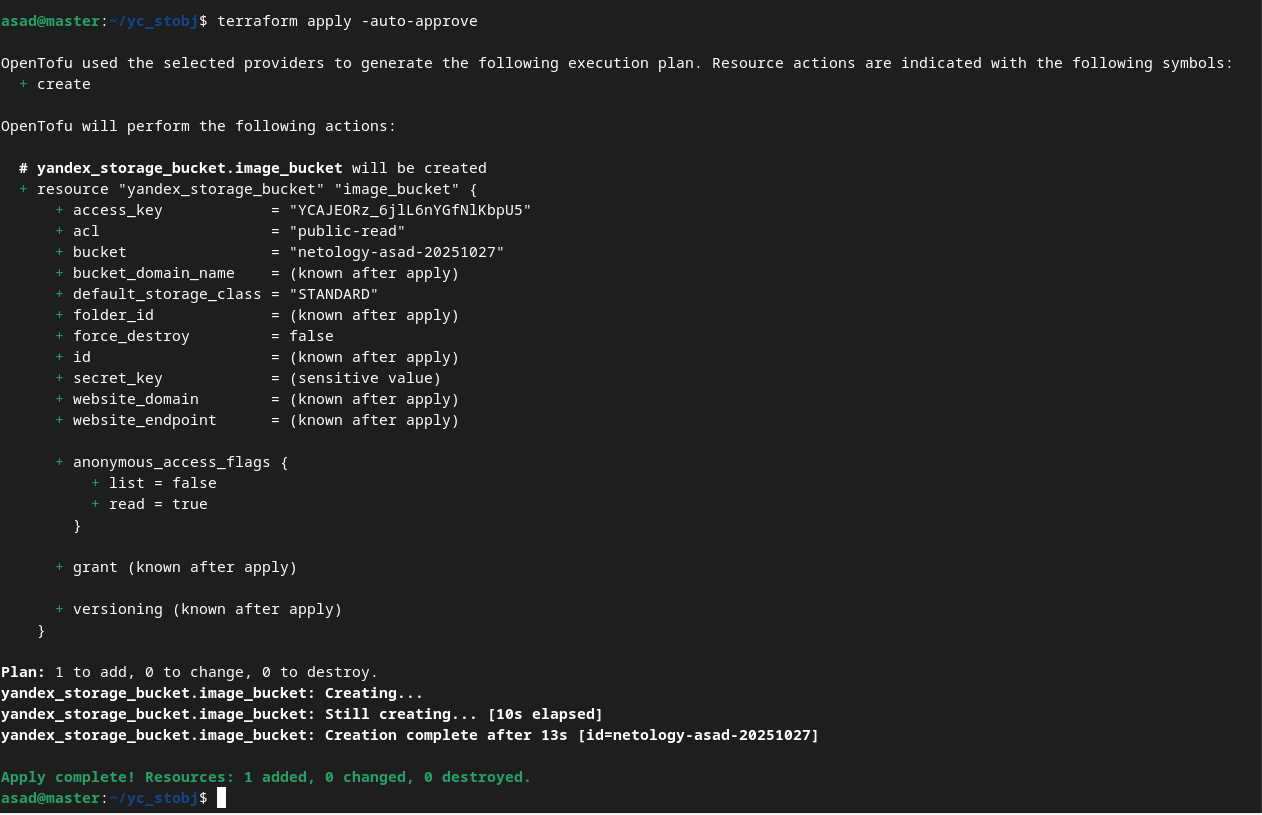 asad@master:~/yc_stobj$ terraform apply -auto-approve
OpenTofu used the selected providers to generate the following execution plan. Resource actions are indicated with the following symbols:
  + create
OpenTofu will perform the following actions:
  # yandex_storage_bucket.image_bucket will be created
  + resource "yandex_storage_bucket" "image_bucket" {
      + access_key            = "YCAJEORz_6jlL6nYGfNlKbpU5"
      + acl                   = "public-read"
      + bucket                = "netology-asad-20251027"
      + bucket_domain_name    = (known after apply)
      + default_storage_class = "STANDARD"
      + folder_id             = (known after apply)
      + force_destroy         = false
      + id                    = (known after apply)
      + secret_key            = (sensitive value)
      + website_domain        = (known after apply)
      + website_endpoint      = (known after apply)
      + anonymous_access_flags {
          + list = false
          + read = true
        }
      + grant (known after apply)
      + versioning (known after apply)
    }
Plan: 1 to add, 0 to change, 0 to destroy.
yandex_storage_bucket.image_bucket: Creating...
yandex_storage_bucket.image_bucket: Still creating... [10s elapsed]
yandex_storage_bucket.image_bucket: Creation complete after 13s [id=netology-asad-20251027]
Apply complete! Resources: 1 added, 0 changed, 0 destroyed.
asad@master:~/yc_stobj$